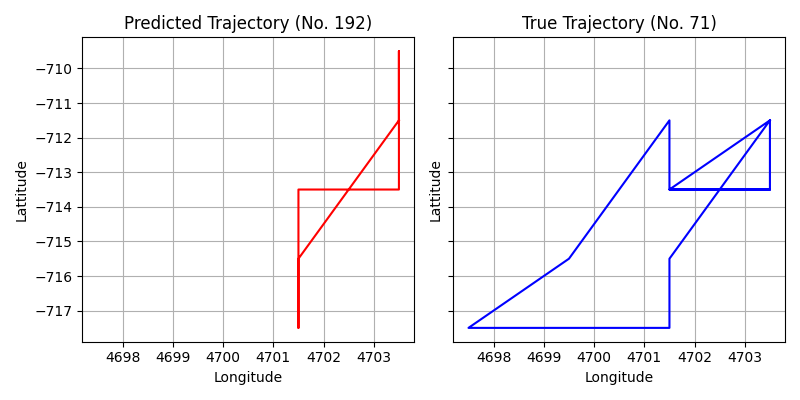 Predicted Trajectory (No. 192)
True Trajectory (No. 71)
−710
−711
−712
−713
−714
−715
−716
−717
Lattitude
Lattitude
4698 4699 4700 4701 4702 4703
4698 4699 4700 4701 4702 4703
Longitude
Longitude